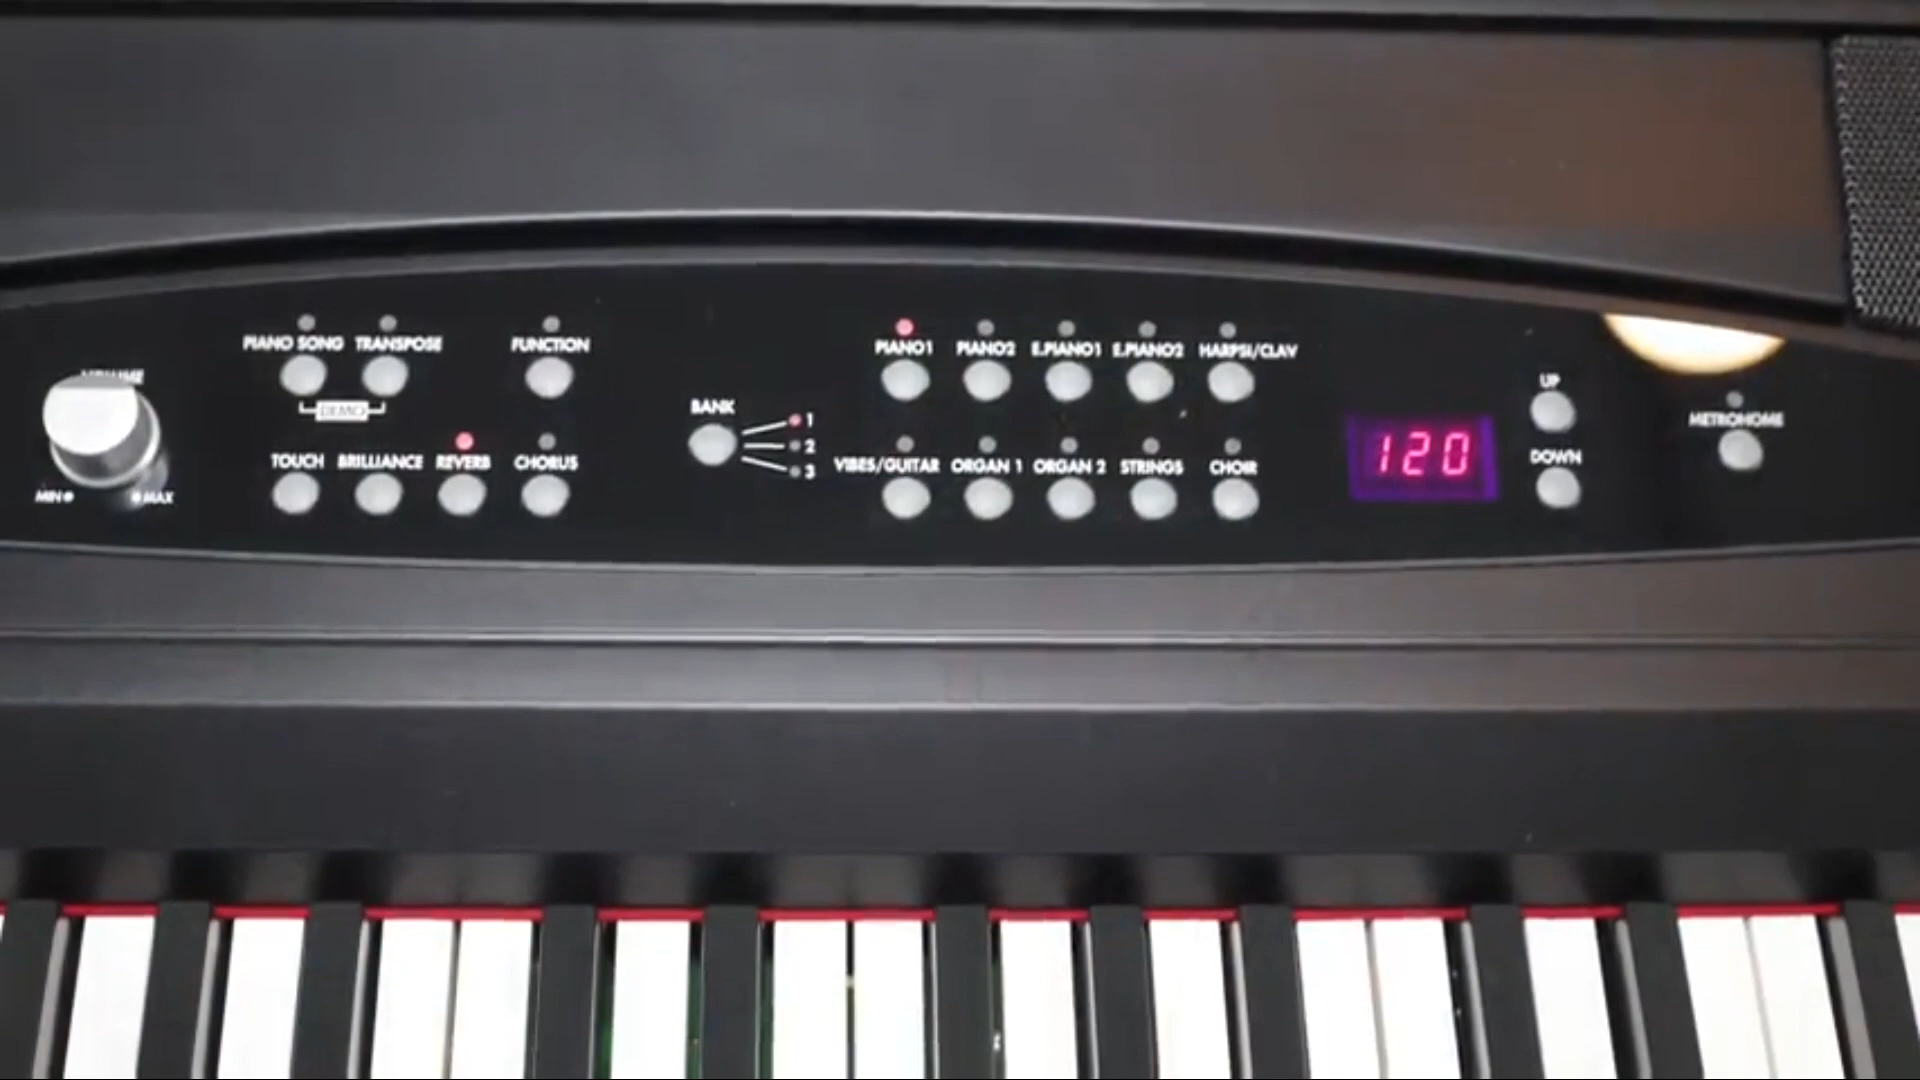 PIANO SONG TRANSPOSE FUNCTION
DEMO
VOLUME
MIN MAX
TOUCH BRILLIANCE REVERB CHORUS
BANK
1
2
3
PIANO1 PIANO2 E.PIANO1 E.PIANO2 HARPSI/CLAV
VIBES/GUITAR ORGAN 1 ORGAN 2 STRINGS CHOIR
120
UP
DOWN
METRONOME